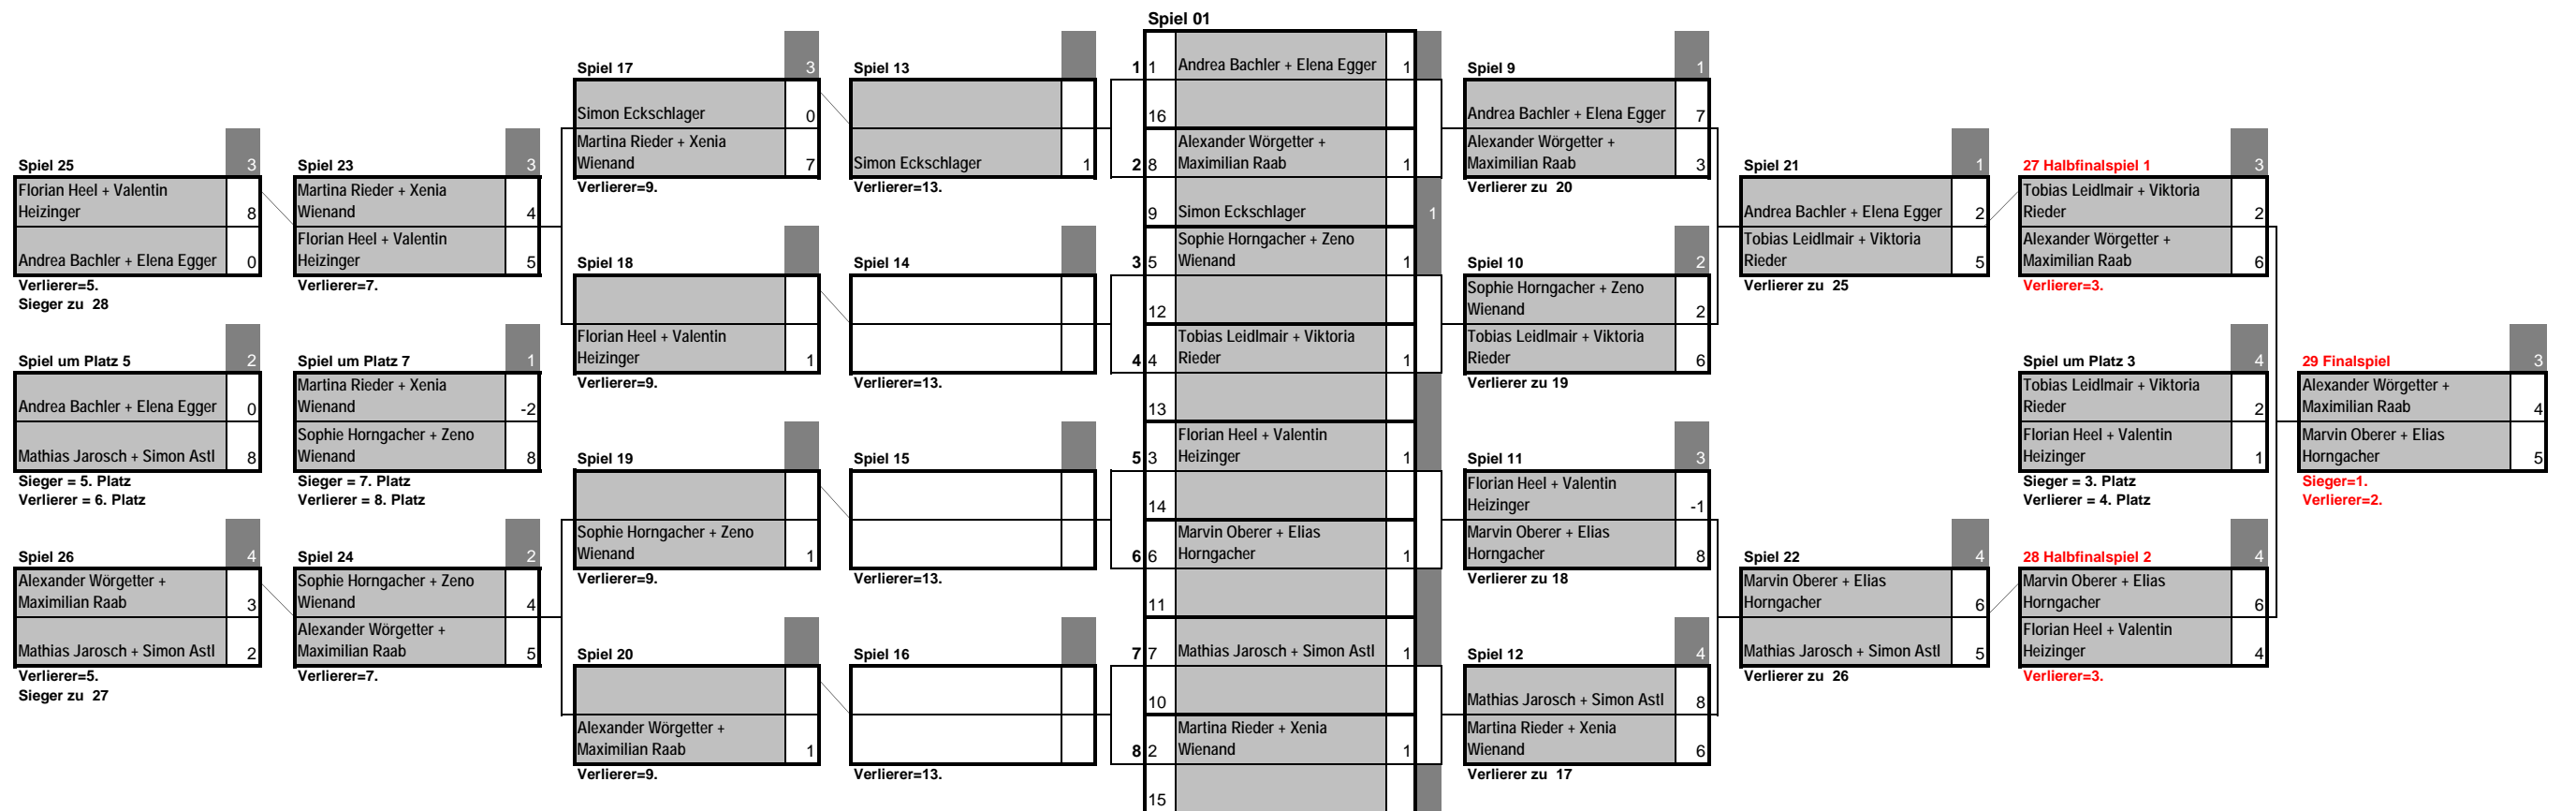 Spiel 01
1 1 Andrea Bachler + Elena Egger 1
16
2 8 Alexander Wörgetter +
Maximilian Raab 1
9 Simon Eckschlager 1
3 5 Sophie Horngacher + Zeno
Wienand 1
12
4 4 Tobias Leidlmair + Viktoria
Rieder 1
13
5 3 Florian Heel + Valentin
Heizinger 1
14
6 6 Marvin Oberer + Elias
Horngacher 1
11
7 7 Mathias Jarosch + Simon Astl 1
10
8 2 Martina Rieder + Xenia
Wienand 1
15
Spiel 25 3
Florian Heel + Valentin
Heizinger 8
Andrea Bachler + Elena Egger 0
Verlierer=5.
Sieger zu 28
Spiel um Platz 5 2
Andrea Bachler + Elena Egger 0
Mathias Jarosch + Simon Astl 8
Sieger = 5. Platz
Verlierer = 6. Platz
Spiel 26 4
Alexander Wörgetter +
Maximilian Raab 3
Mathias Jarosch + Simon Astl 2
Verlierer=5.
Sieger zu 27
Spiel 23 3
Martina Rieder + Xenia
Wienand 4
Florian Heel + Valentin
Heizinger 5
Verlierer=7.
Spiel um Platz 7 1
Martina Rieder + Xenia
Wienand -2
Sophie Horngacher + Zeno
Wienand 8
Sieger = 7. Platz
Verlierer = 8. Platz
Spiel 24 2
Sophie Horngacher + Zeno
Wienand 4
Alexander Wörgetter +
Maximilian Raab 5
Verlierer=7.
Spiel 17 3
Simon Eckschlager 0
Martina Rieder + Xenia
Wienand 7
Verlierer=9.
Spiel 18
Florian Heel + Valentin
Heizinger 1
Verlierer=9.
Spiel 19
Sophie Horngacher + Zeno
Wienand 1
Verlierer=9.
Spiel 20
Alexander Wörgetter +
Maximilian Raab 1
Verlierer=9.
Spiel 13
Simon Eckschlager 1
Verlierer=13.
Spiel 14
Verlierer=13.
Spiel 15
Verlierer=13.
Spiel 16
Verlierer=13.
Spiel 9 1
Andrea Bachler + Elena Egger 7
Alexander Wörgetter +
Maximilian Raab 3
Verlierer zu 20
Spiel 10 2
Sophie Horngacher + Zeno
Wienand 2
Tobias Leidlmair + Viktoria
Rieder 6
Verlierer zu 19
Spiel 11 3
Florian Heel + Valentin
Heizinger -1
Marvin Oberer + Elias
Horngacher 8
Verlierer zu 18
Spiel 12 4
Mathias Jarosch + Simon Astl 8
Martina Rieder + Xenia
Wienand 6
Verlierer zu 17
Spiel 21 1
Andrea Bachler + Elena Egger 2
Tobias Leidlmair + Viktoria
Rieder 5
Verlierer zu 25
Spiel 22 4
Marvin Oberer + Elias
Horngacher 6
Mathias Jarosch + Simon Astl 5
Verlierer zu 26
27 Halbfinalspiel 1 3
Tobias Leidlmair + Viktoria
Rieder 2
Alexander Wörgetter +
Maximilian Raab 6
Verlierer=3.
Spiel um Platz 3 4
Tobias Leidlmair + Viktoria
Rieder 2
Florian Heel + Valentin
Heizinger 1
Sieger = 3. Platz
Verlierer = 4. Platz
28 Halbfinalspiel 2 4
Marvin Oberer + Elias
Horngacher 6
Florian Heel + Valentin
Heizinger 4
Verlierer=3.
29 Finalspiel 3
Alexander Wörgetter +
Maximilian Raab 4
Marvin Oberer + Elias
Horngacher 5
Sieger=1.
Verlierer=2.